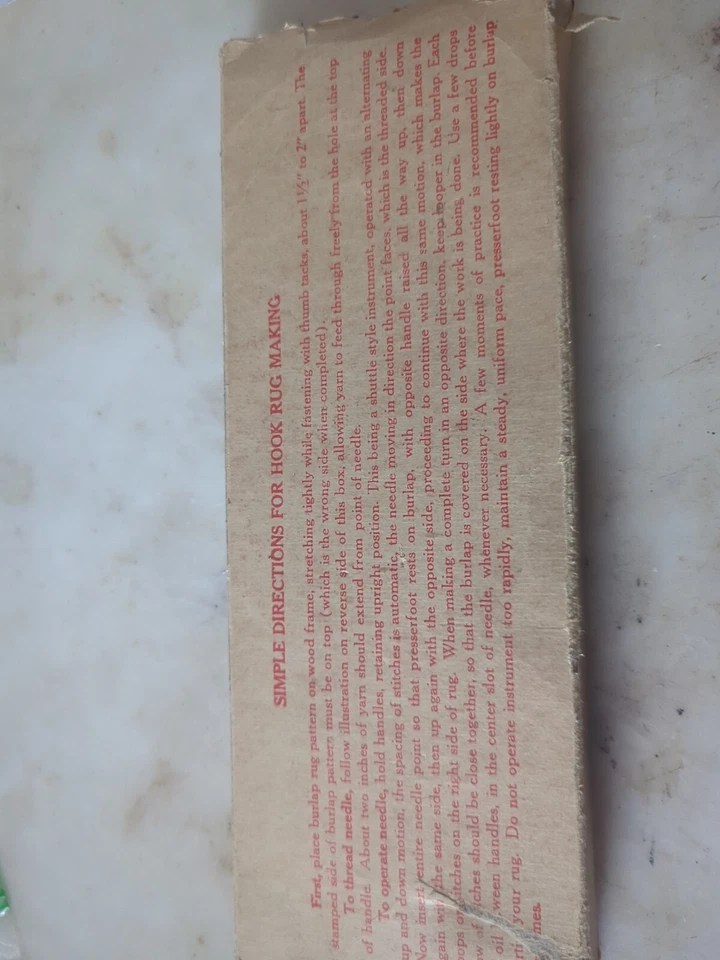 SIMPLE DIRECTIONS FOR HOOK RUG MAKING
First, place burlap rug pattern on wood frame, stretching tightly while fastening with thumb tacks, about 1½" to 2" apart. The
stamped side of burlap pattern must be on top (which is the wrong side when completed).
To thread needle, follow illustration on reverse side of this box, allowing yarn to feed through freely from the hole at the top
of handle. About two inches of yarn should extend from point of needle.
To operate needle, hold handles, retaining upright position. This being a shuttle style instrument, operated with an alternating
up and down motion, the spacing of stitches is automatic, the needle moving in direction the point faces, which is the threaded side.
Now insert entire needle point so that presserfoot rests on burlap, with opposite handle raised all the way up, then down
gain with the same side, then up again with the opposite side, proceeding to continue with this same motion, which makes the
oops or stitches on the right side of rug. When making a complete turn in an opposite direction, keep looper in the burlap. Each
w of tches should be close together, so that the burlap is covered on the side where the work is being done. Use a few drops
oil ween handles, in the center slot of needle, whenever necessary. A few moments of practice is recommended before
rti your rug. Do not operate instrument too rapidly, maintain a steady, uniform pace, presserfoot resting lightly on burlap
mes.